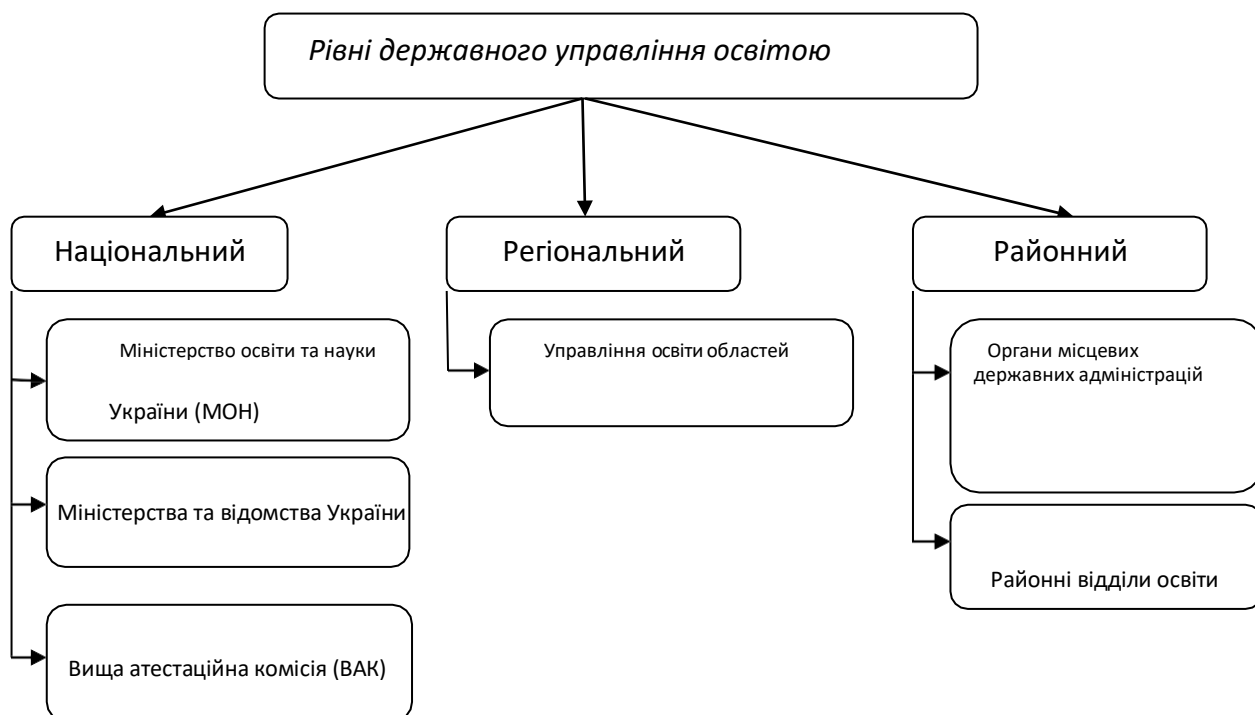 Рівні державного управління освітою
Національний
Регіональний
Районний
Міністерство освіти та науки
України (МОН)
Міністерства та відомства України
Вища атестаційна комісія (ВАК)
Управління освіти областей
Органи місцевих
державних адміністрацій
Районні відділи освіти